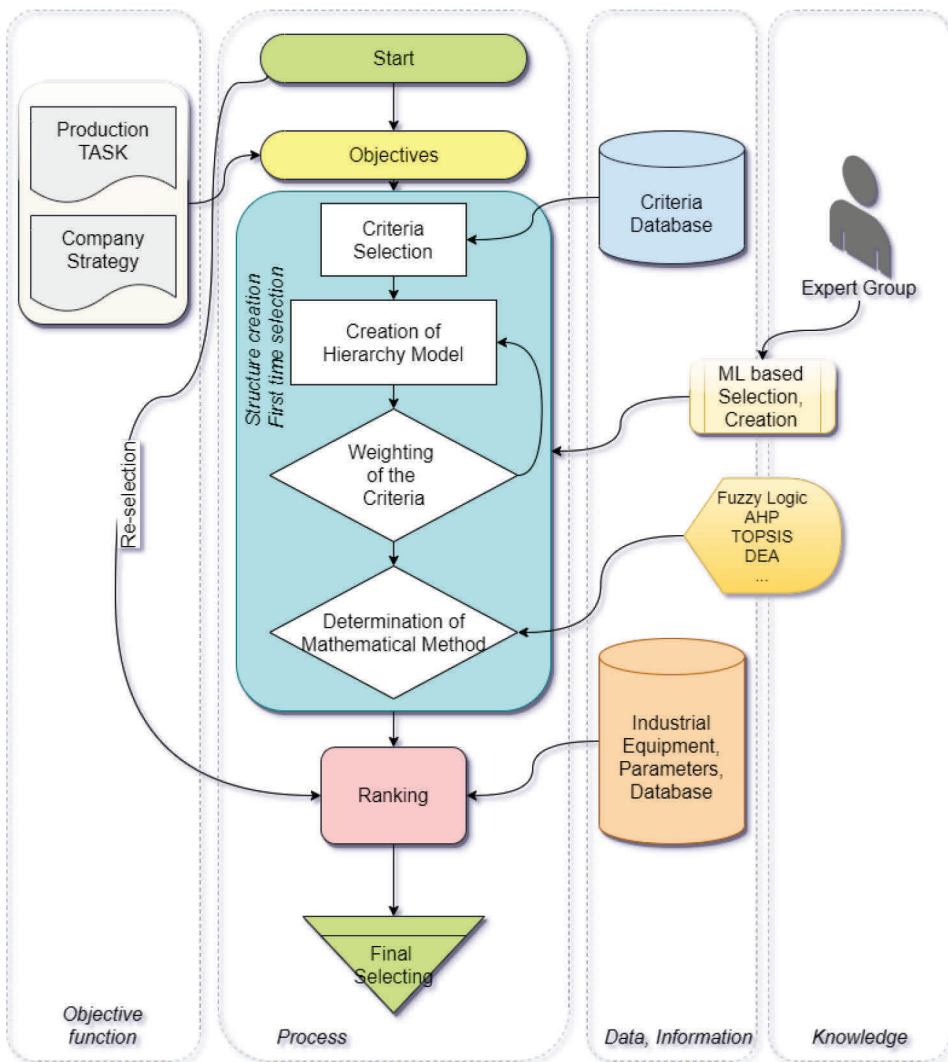 Start
Production
TASK
Company
Strategy
Objectives
Structure creation
First time selection
Criteria
Selection
Creation of
Hierarchy Model
Weighting
of the
Criteria
Determination of
Mathematical Method
Re-selection
Ranking
Final
Selecting
Criteria
Database
Expert Group
ML based
Selection,
Creation
Fuzzy Logic
AHP
TOPSIS
DEA
...
Industrial
Equipment,
Parameters,
Database
Objective
function
Process
Data, Information
Knowledge